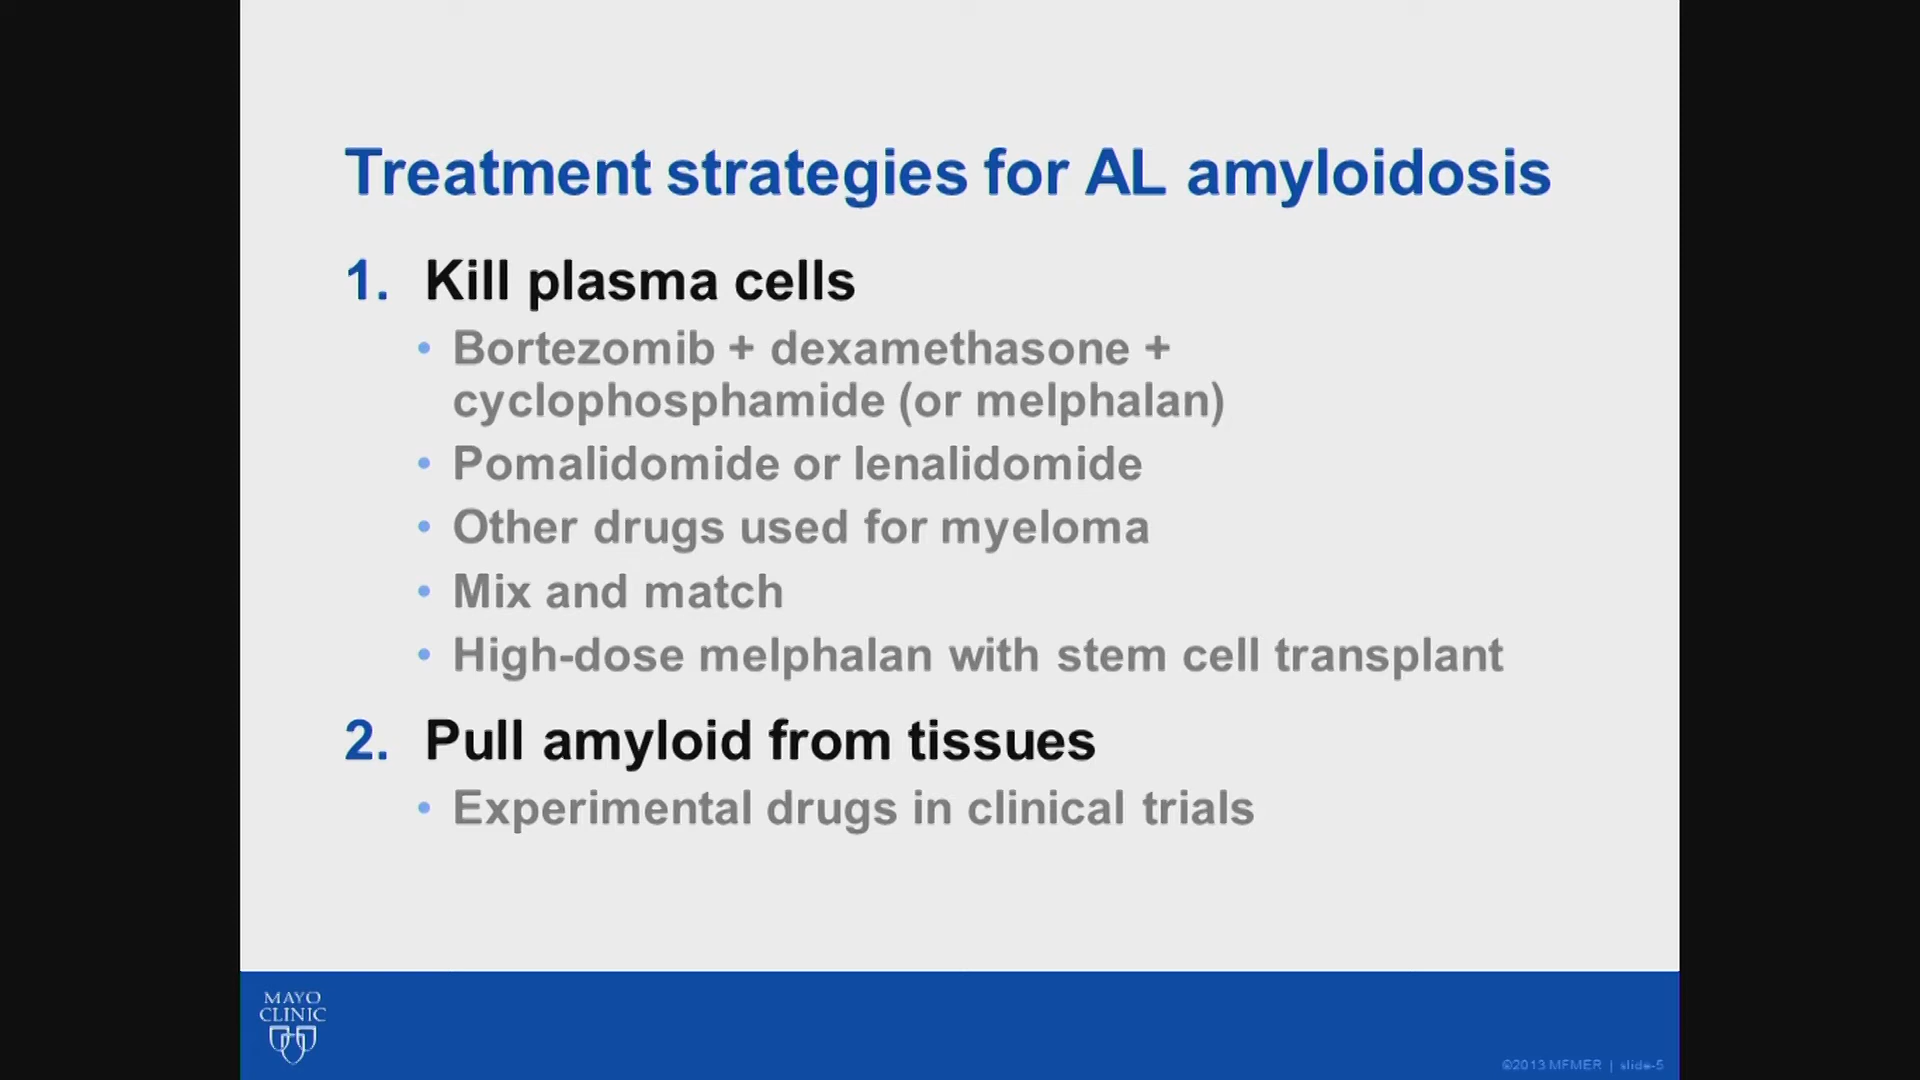 Treatment strategies for AL amyloidosis
1. Kill plasma cells
• Bortezomib + dexamethasone +
cyclophosphamide (or melphalan)
• Pomalidomide or lenalidomide
• Other drugs used for myeloma
• Mix and match
• High-dose melphalan with stem cell transplant
2. Pull amyloid from tissues
• Experimental drugs in clinical trials
MAYO
CLINIC
©2013 MFMER | slide-5